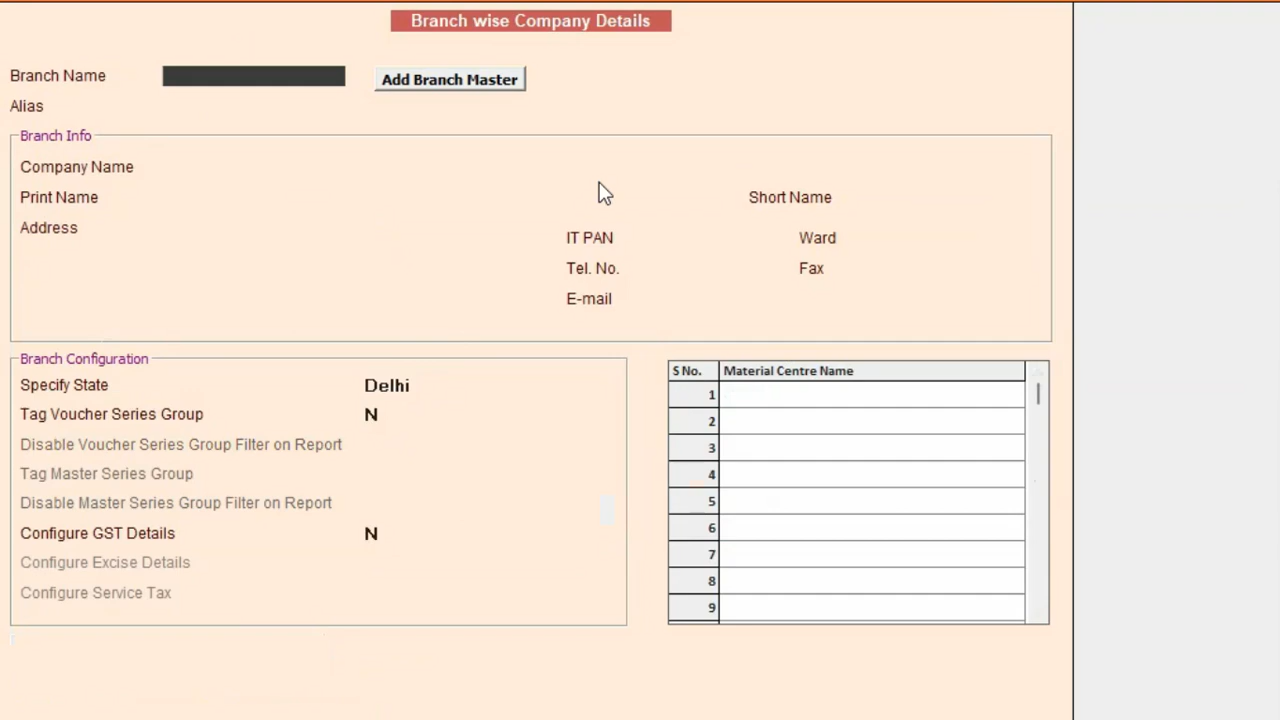 Branch wise Company Details
Branch Name Add Branch Master
Alias
Branch Info
Company Name
Print Name Short Name
Address
IT PAN Ward
Tel. No. Fax
E-mail
Branch Configuration
Specify State Delhi
Tag Voucher Series Group N
Disable Voucher Series Group Filter on Report
Tag Master Series Group
Disable Master Series Group Filter on Report
Configure GST Details N
Configure Excise Details
Configure Service Tax
S No. Material Centre Name
1
2
3
4
5
6
7
8
9